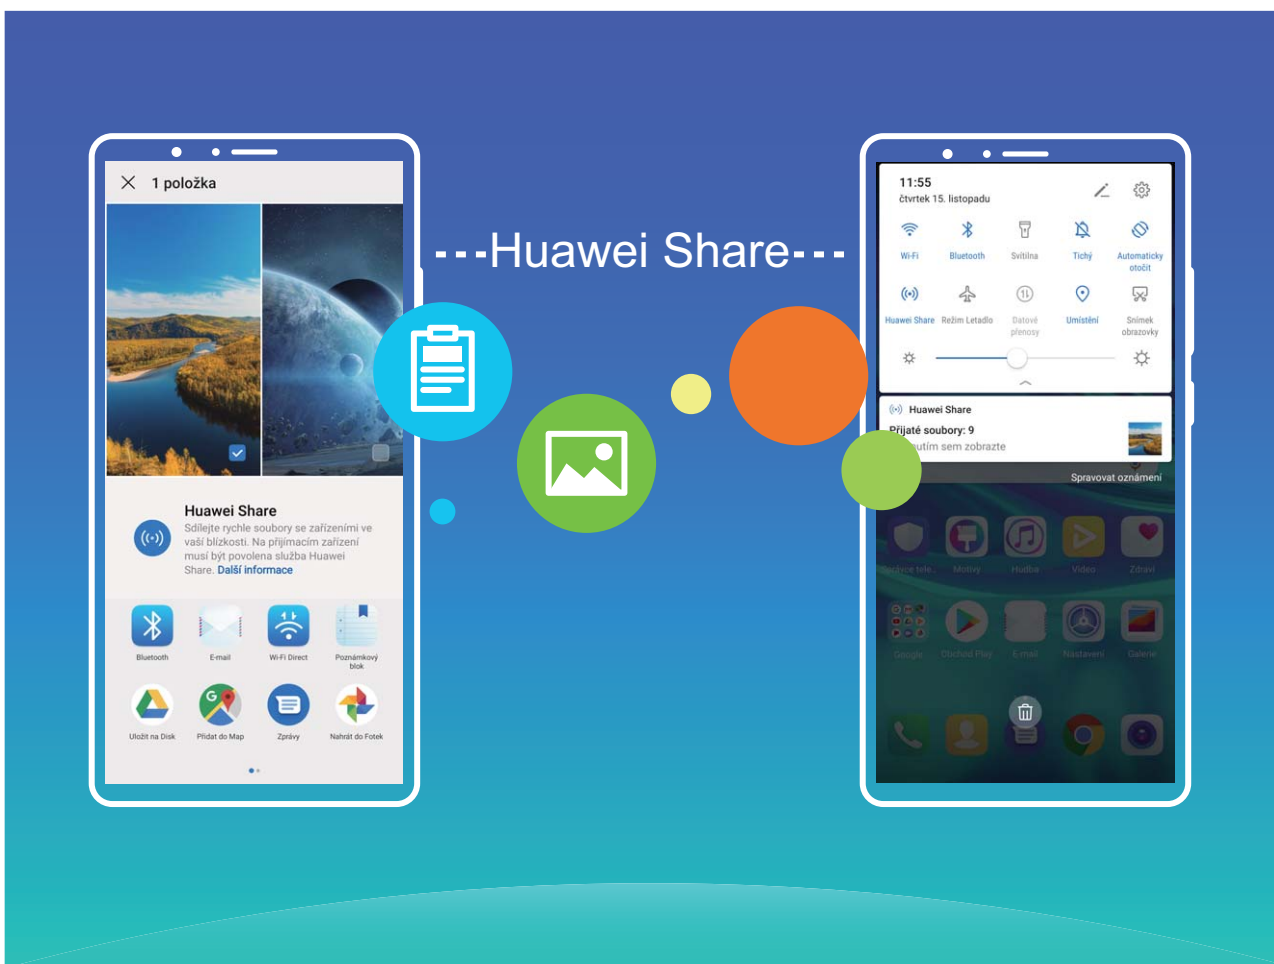 1 položka
---Huawei Share---
Huawei Share
Sdílejte rychle soubory se zařízeními ve
vaší blízkosti. Na přijímacím zařízení
musí být povolena služba Huawei
Share. Další informace
Bluetooth
E-mail
Wi-Fi Direct
Poznámkový
blok
Uložit na Disk
Přidat do Map
Zprávy
Nahrát do Fotek
11:55
čtvrtek 15. listopadu
Wi-Fi
Bluetooth
Svítilna
Tichý
Automaticky
otočit
Huawei Share
Režim Letadlo
Datové
přenosy
Umístění
Snímek
obrazovky
Huawei Share
Přijaté soubory: 9
sem zobrazte
Spravovat oznámení
Správce tele..
Motivy
Hudba
Video
Zdraví
Google
Obchod Play
E-mail
Nastavení
Galerie